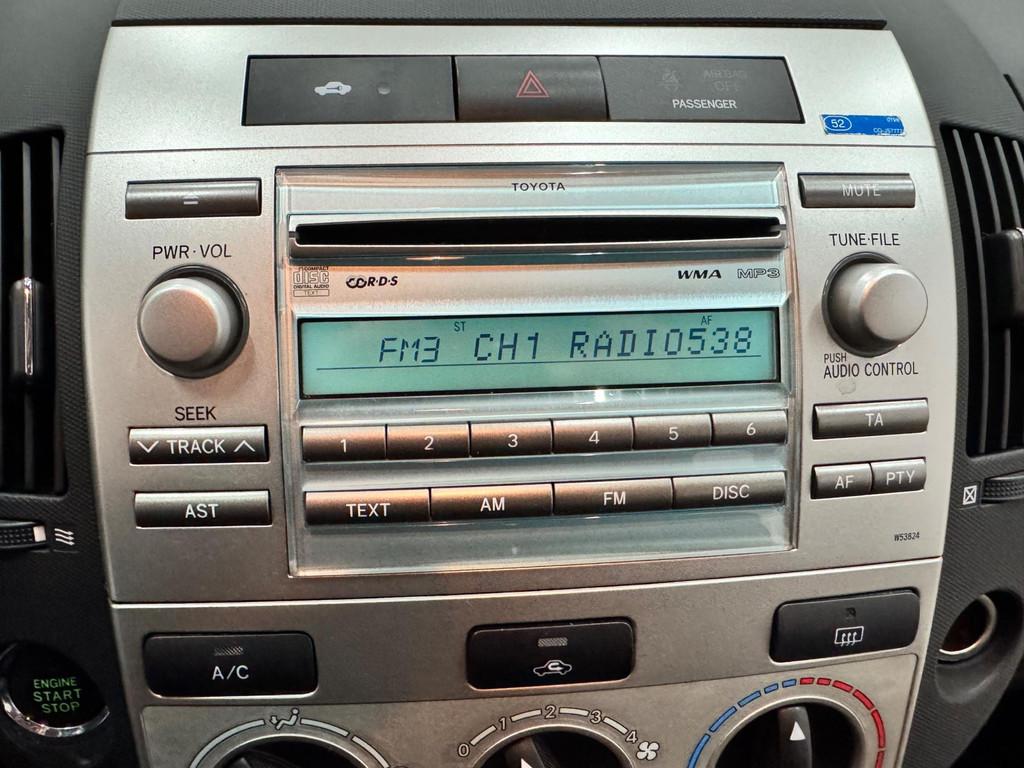 AIRBAG
OFF
PASSENGER
52
TOYOTA
MUTE
PWR·VOL
TUNE·FILE
COMPACT
DISC
DIGITAL AUDIO
TEXT
R·D·S
WMA MP3
ST
AF
FM3 CH1 RADIO538
PUSH
AUDIO CONTROL
SEEK
TRACK
1 2 3 4 5 6
TA
AST
TEXT AM FM DISC
AF PTY
W53824
A/C
ENGINE
START
STOP
0 1 2 3 4